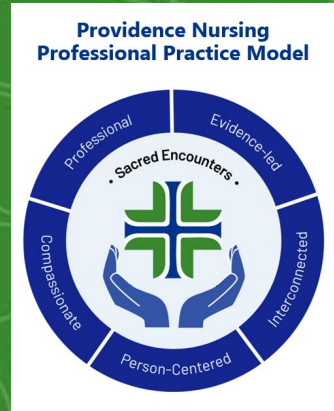 Providence Nursing
Professional Practice Model
Professional
Evidence-led
• Sacred Encounters •
Compassionate
Interconnected
Person-Centered